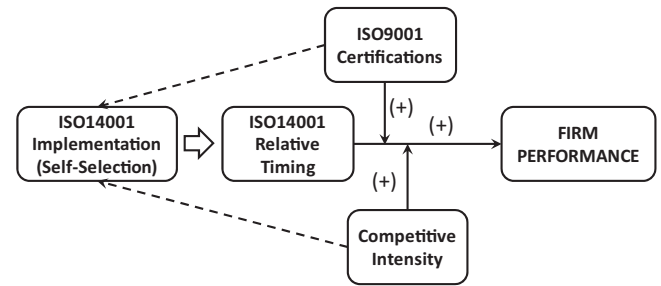 ISO9001
Certifications
(+)
(+)
ISO14001
Implementation
(Self-Selection)
ISO14001
Relative
Timing
FIRM
PERFORMANCE
(+)
Competitive
Intensity